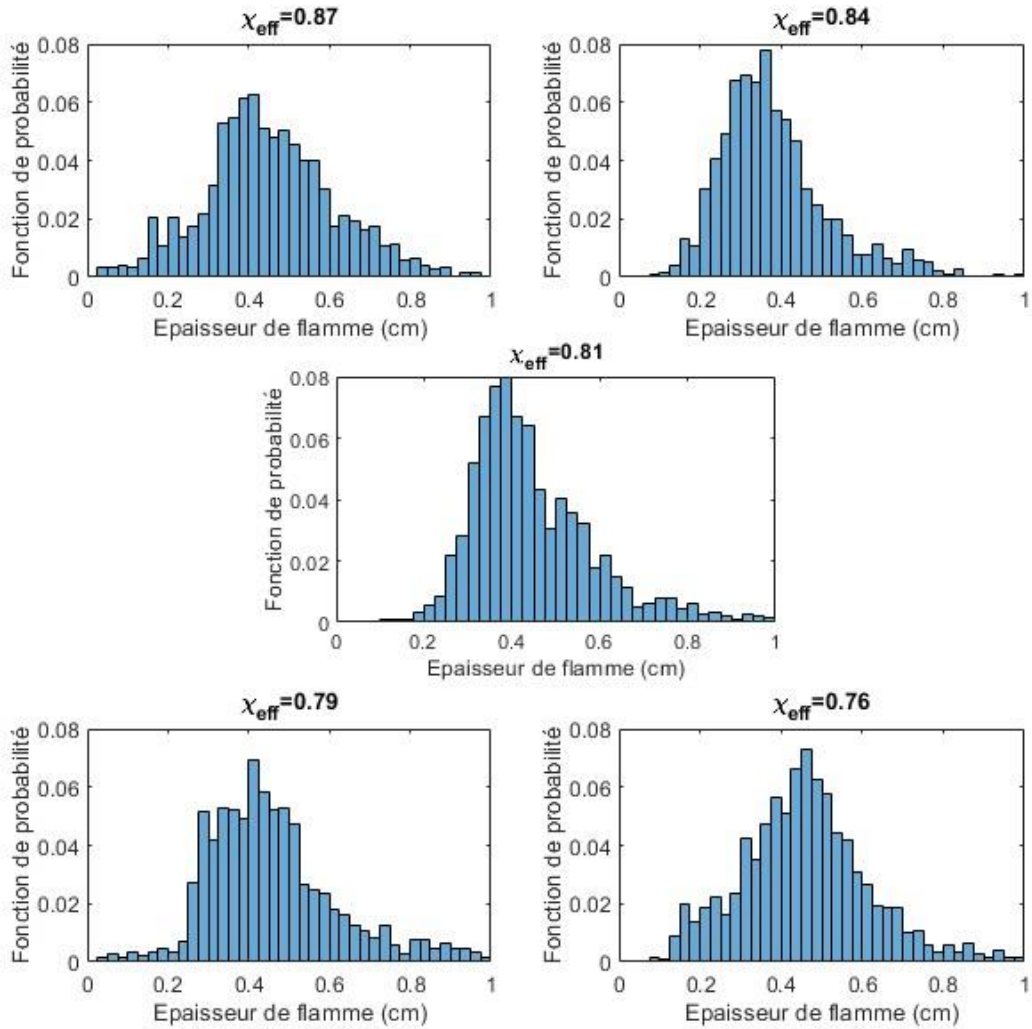 χeff=0.87
Fonction de probabilité
0.08
0.06
0.04
0.02
0
0 0.2 0.4 0.6 0.8 1
Epaisseur de flamme (cm)
χeff=0.84
Fonction de probabilité
0.08
0.06
0.04
0.02
0
0 0.2 0.4 0.6 0.8 1
Epaisseur de flamme (cm)
χeff=0.81
Fonction de probabilité
0.08
0.06
0.04
0.02
0
0 0.2 0.4 0.6 0.8 1
Epaisseur de flamme (cm)
χeff=0.79
Fonction de probabilité
0.08
0.06
0.04
0.02
0
0 0.2 0.4 0.6 0.8 1
Epaisseur de flamme (cm)
χeff=0.76
Fonction de probabilité
0.08
0.06
0.04
0.02
0
0 0.2 0.4 0.6 0.8 1
Epaisseur de flamme (cm)